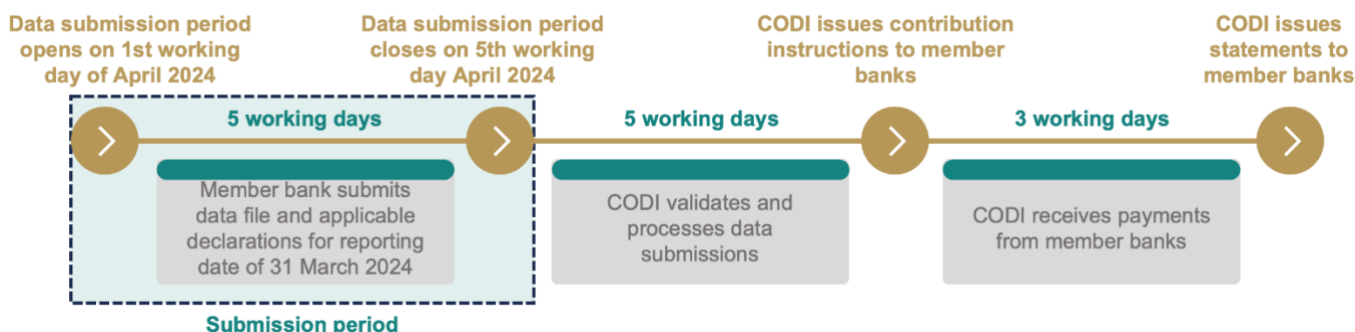 Data submission period
opens on 1st working
day of April 2024
Data submission period
closes on 5th working
day April 2024
CODI issues contribution
instructions to member
banks
CODI issues
statements to
member banks
5 working days
5 working days
3 working days
Member bank submits
data file and applicable
declarations for reporting
date of 31 March 2024
CODI validates and
processes data
submissions
CODI receives payments
from member banks
Submission period